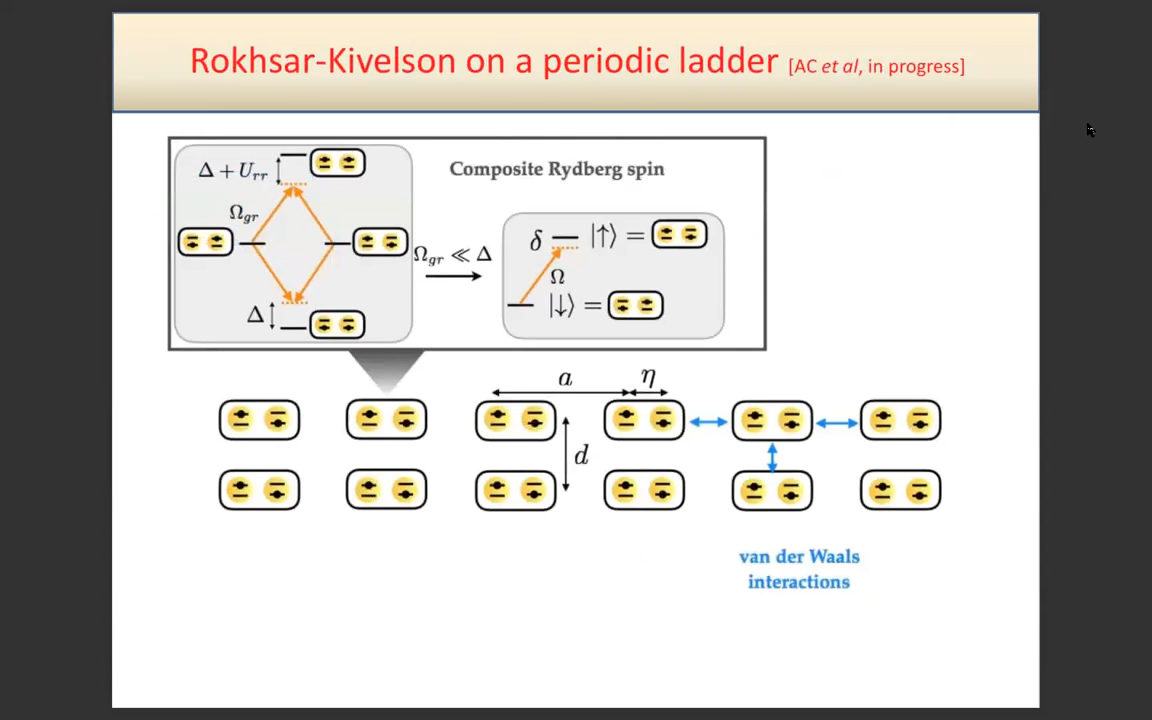 Rokhsar-Kivelson on a periodic ladder [AC et al, in progress]
Δ + U_rr
Composite Rydberg spin
Ω_gr
Ω_gr ≪ Δ
δ |↑⟩ =
Ω
|↓⟩ =
Δ
a η
d
van der Waals
interactions